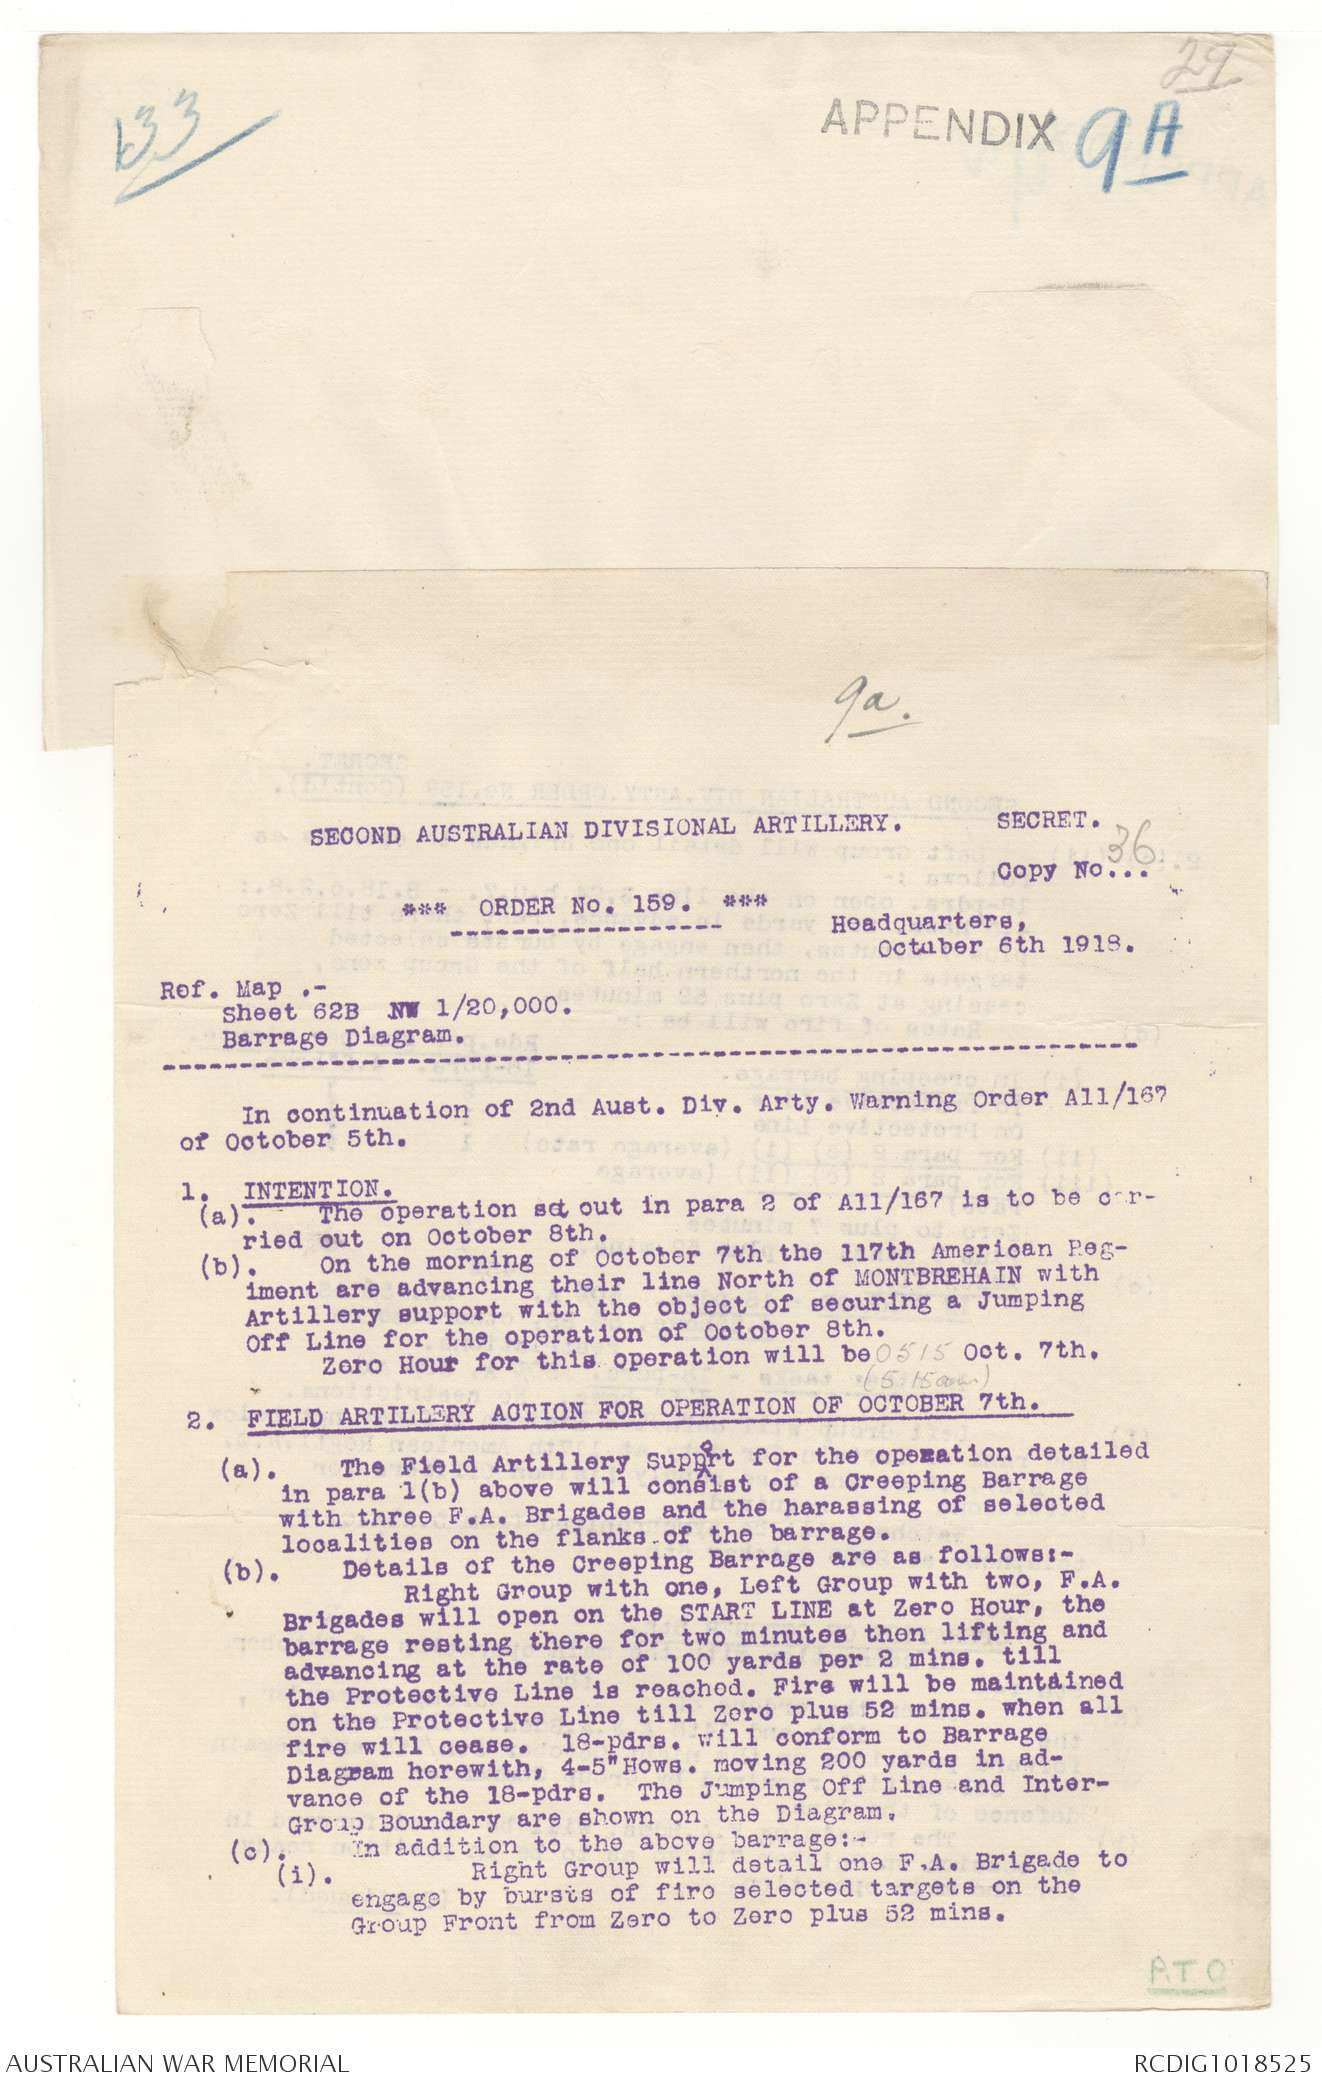 29
133
APPENDIX 9A
9a.
SECOND AUSTRALIAN DIVISIONAL ARTILLERY. SECRET.
Copy No...36
*** ORDER No. 159. ***
Headquarters,
October 6th 1918.
Ref. Map .-
Sheet 62B NW 1/20,000.
Barrage Diagram.
In continuation of 2nd Aust. Div. Arty. Warning Order A11/167
of October 5th.
1. INTENTION.
(a). The operation set out in para 2 of A11/167 is to be car-
ried out on October 8th.
(b). On the morning of October 7th the 117th American Reg-
iment are advancing their line North of MONTBREHAIN with
Artillery support with the object of securing a Jumping
Off Line for the operation of October 8th.
Zero Hour for this operation will be 0515 Oct. 7th.
(5.15am)
2. FIELD ARTILLERY ACTION FOR OPERATION OF OCTOBER 7th.
(a). The Field Artillery Support for the operation detailed
in para 1(b) above will consist of a Creeping Barrage
with three F.A. Brigades and the harassing of selected
localities on the flanks of the barrage.
(b). Details of the Creeping Barrage are as follows:-
Right Group with one, Left Group with two, F.A.
Brigades will open on the START LINE at Zero Hour, the
barrage resting there for two minutes then lifting and
advancing at the rate of 100 yards per 2 mins. till
the Protective Line is reached. Fire will be maintained
on the Protective Line till Zero plus 52 mins. when all
fire will cease. 18-pdrs. will conform to Barrage
Diagram herewith, 4-5"Hows. moving 200 yards in ad-
vance of the 18-pdrs. The Jumping Off Line and Inter-
Group Boundary are shown on the Diagram.
(c). In addition to the above barrage:-
(i). Right Group will detail one F.A. Brigade to
engage by bursts of fire selected targets on the
Group Front from Zero to Zero plus 52 mins.
P.T.O
AUSTRALIAN WAR MEMORIAL RCDIG1018525